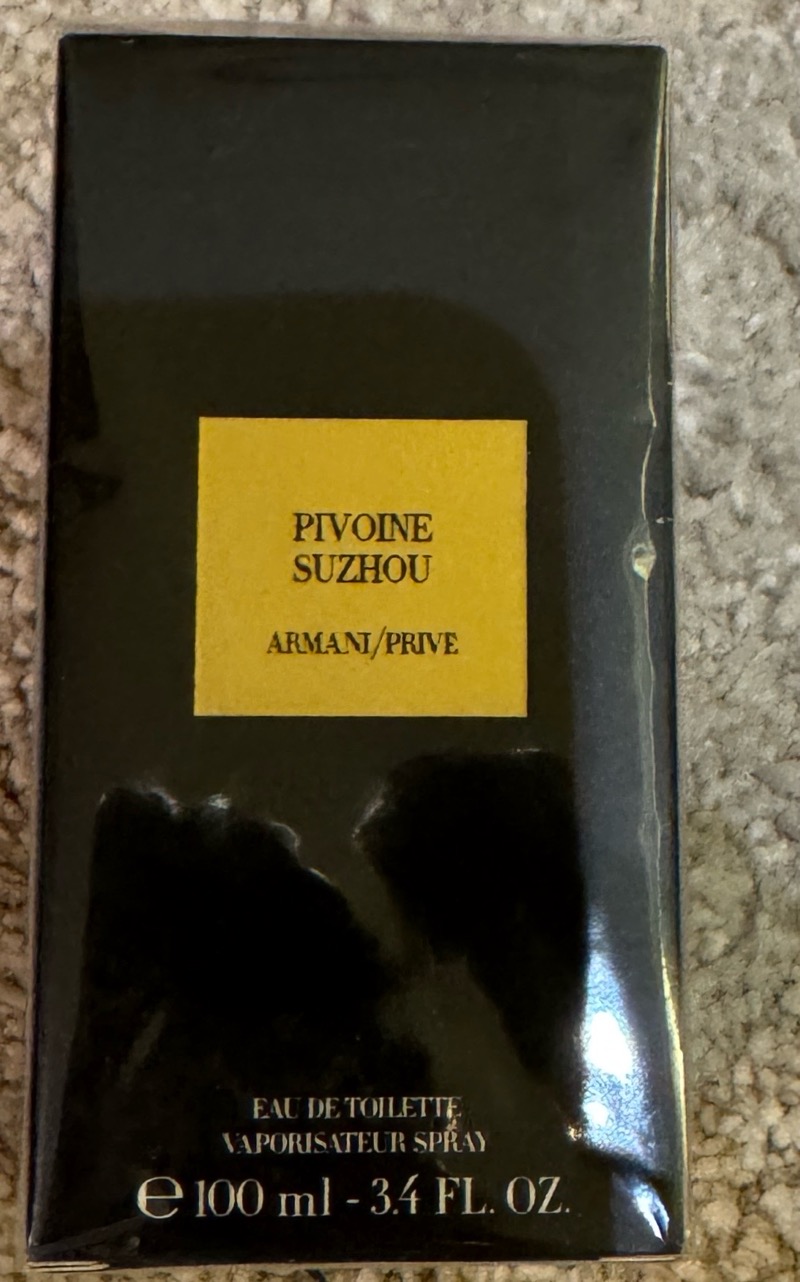 PIVOINE
SUZHOU
ARMANI/PRIVE
EAU DE TOILETTE
VAPORISATEUR SPRAY
℮ 100 ml - 3.4 FL. OZ.